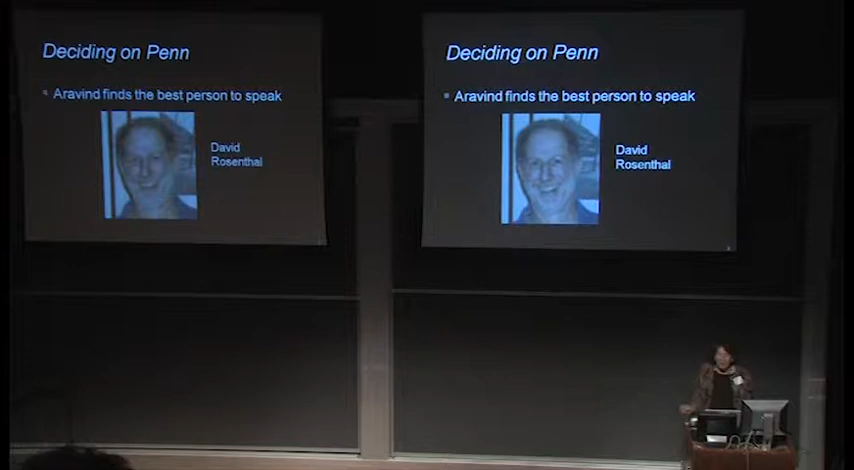 Deciding on Penn
Aravind finds the best person to speak
David
Rosenthal
Deciding on Penn
Aravind finds the best person to speak
David
Rosenthal